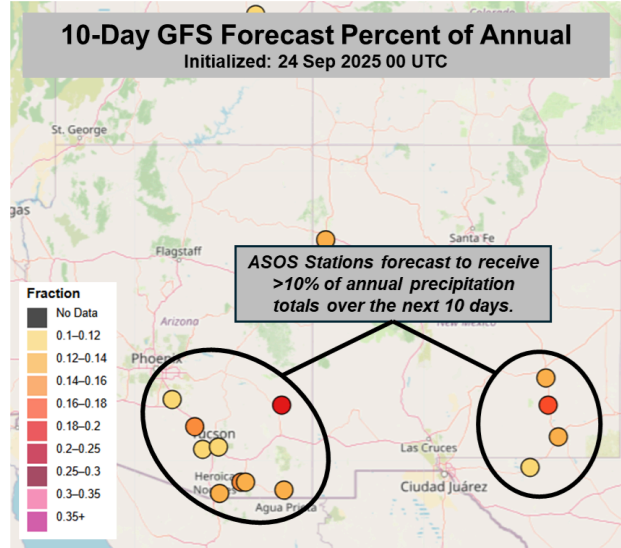 Colorado
10-Day GFS Forecast Percent of Annual
Initialized: 24 Sep 2025 00 UTC
St. George
gas
Flagstaff
Santa Fe
ASOS Stations forecast to receive
>10% of annual precipitation
totals over the next 10 days.
Fraction
No Data
0.1–0.12
0.12–0.14
0.14–0.16
0.16–0.18
0.18–0.2
0.2–0.25
0.25–0.3
0.3–0.35
0.35+
Arizona
New Mexico
Phoenix
Tucson
Las Cruces
Heroica
Ciudad Juárez
Agua Prieta